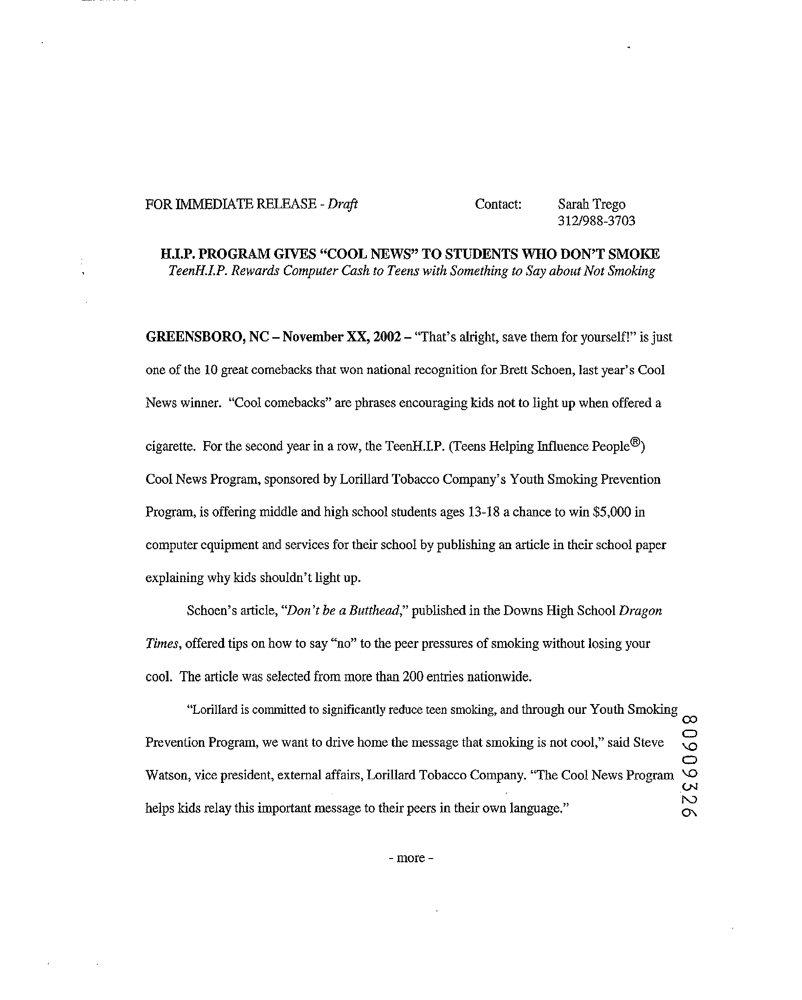 FOR IMMEDIATE RELEASE - Draft Contact: Sarah Trego
312/988-3703
H.I.P. PROGRAM GIVES “COOL NEWS” TO STUDENTS WHO DON’T SMOKE
TeenH.I.P. Rewards Computer Cash to Teens with Something to Say about Not Smoking
GREENSBORO, NC – November XX, 2002 – “That’s alright, save them for yourself!” is just
one of the 10 great comebacks that won national recognition for Brett Schoen, last year’s Cool
News winner. “Cool comebacks” are phrases encouraging kids not to light up when offered a
cigarette. For the second year in a row, the TeenH.I.P. (Teens Helping Influence People®)
Cool News Program, sponsored by Lorillard Tobacco Company’s Youth Smoking Prevention
Program, is offering middle and high school students ages 13-18 a chance to win $5,000 in
computer equipment and services for their school by publishing an article in their school paper
explaining why kids shouldn’t light up.
Schoen’s article, “Don’t be a Butthead,” published in the Downs High School Dragon
Times, offered tips on how to say “no” to the peer pressures of smoking without losing your
cool. The article was selected from more than 200 entries nationwide.
“Lorillard is committed to significantly reduce teen smoking, and through our Youth Smoking
Prevention Program, we want to drive home the message that smoking is not cool,” said Steve
Watson, vice president, external affairs, Lorillard Tobacco Company. “The Cool News Program
helps kids relay this important message to their peers in their own language.”
80909326
- more -